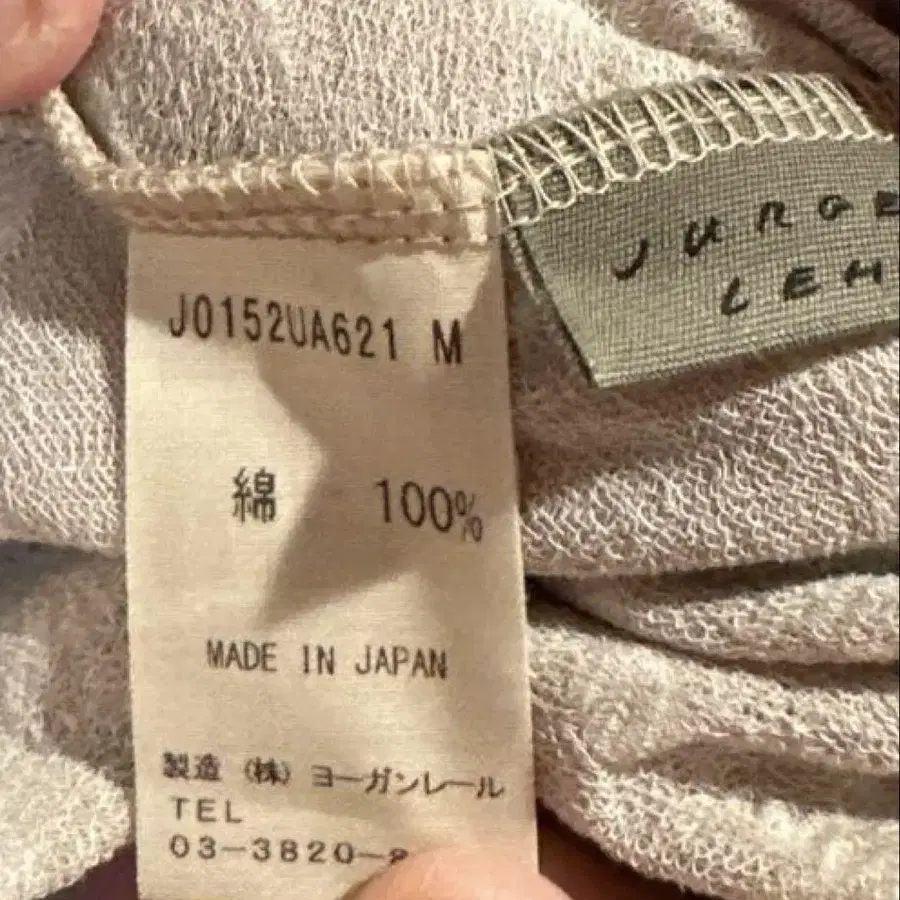 J0152UA621 M
綿 100%
MADE IN JAPAN
製造 (株) ヨーガンレール
TEL
03-3820-8
JURGE
LEH